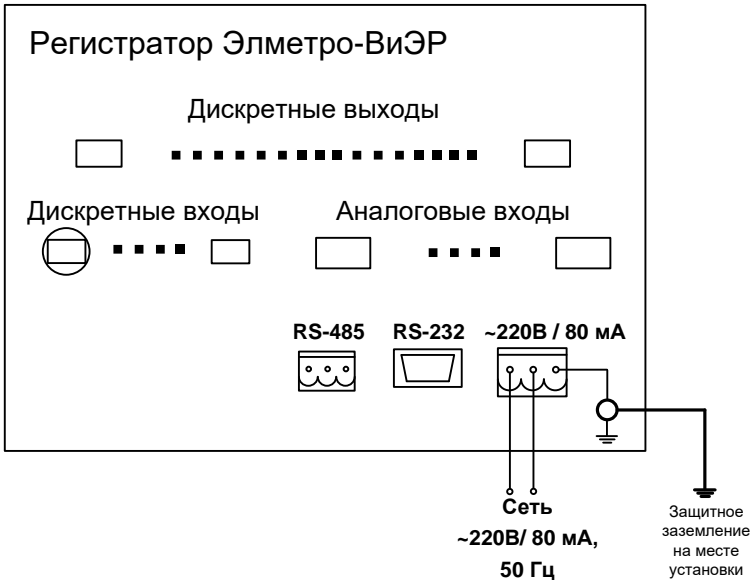 Регистратор Элметро-ВиЭР
Дискретные выходы
Дискретные входы
Аналоговые входы
RS-485
RS-232
~220В / 80 мА
Сеть
~220В/ 80 мА,
50 Гц
Защитное
заземление
на месте
установки